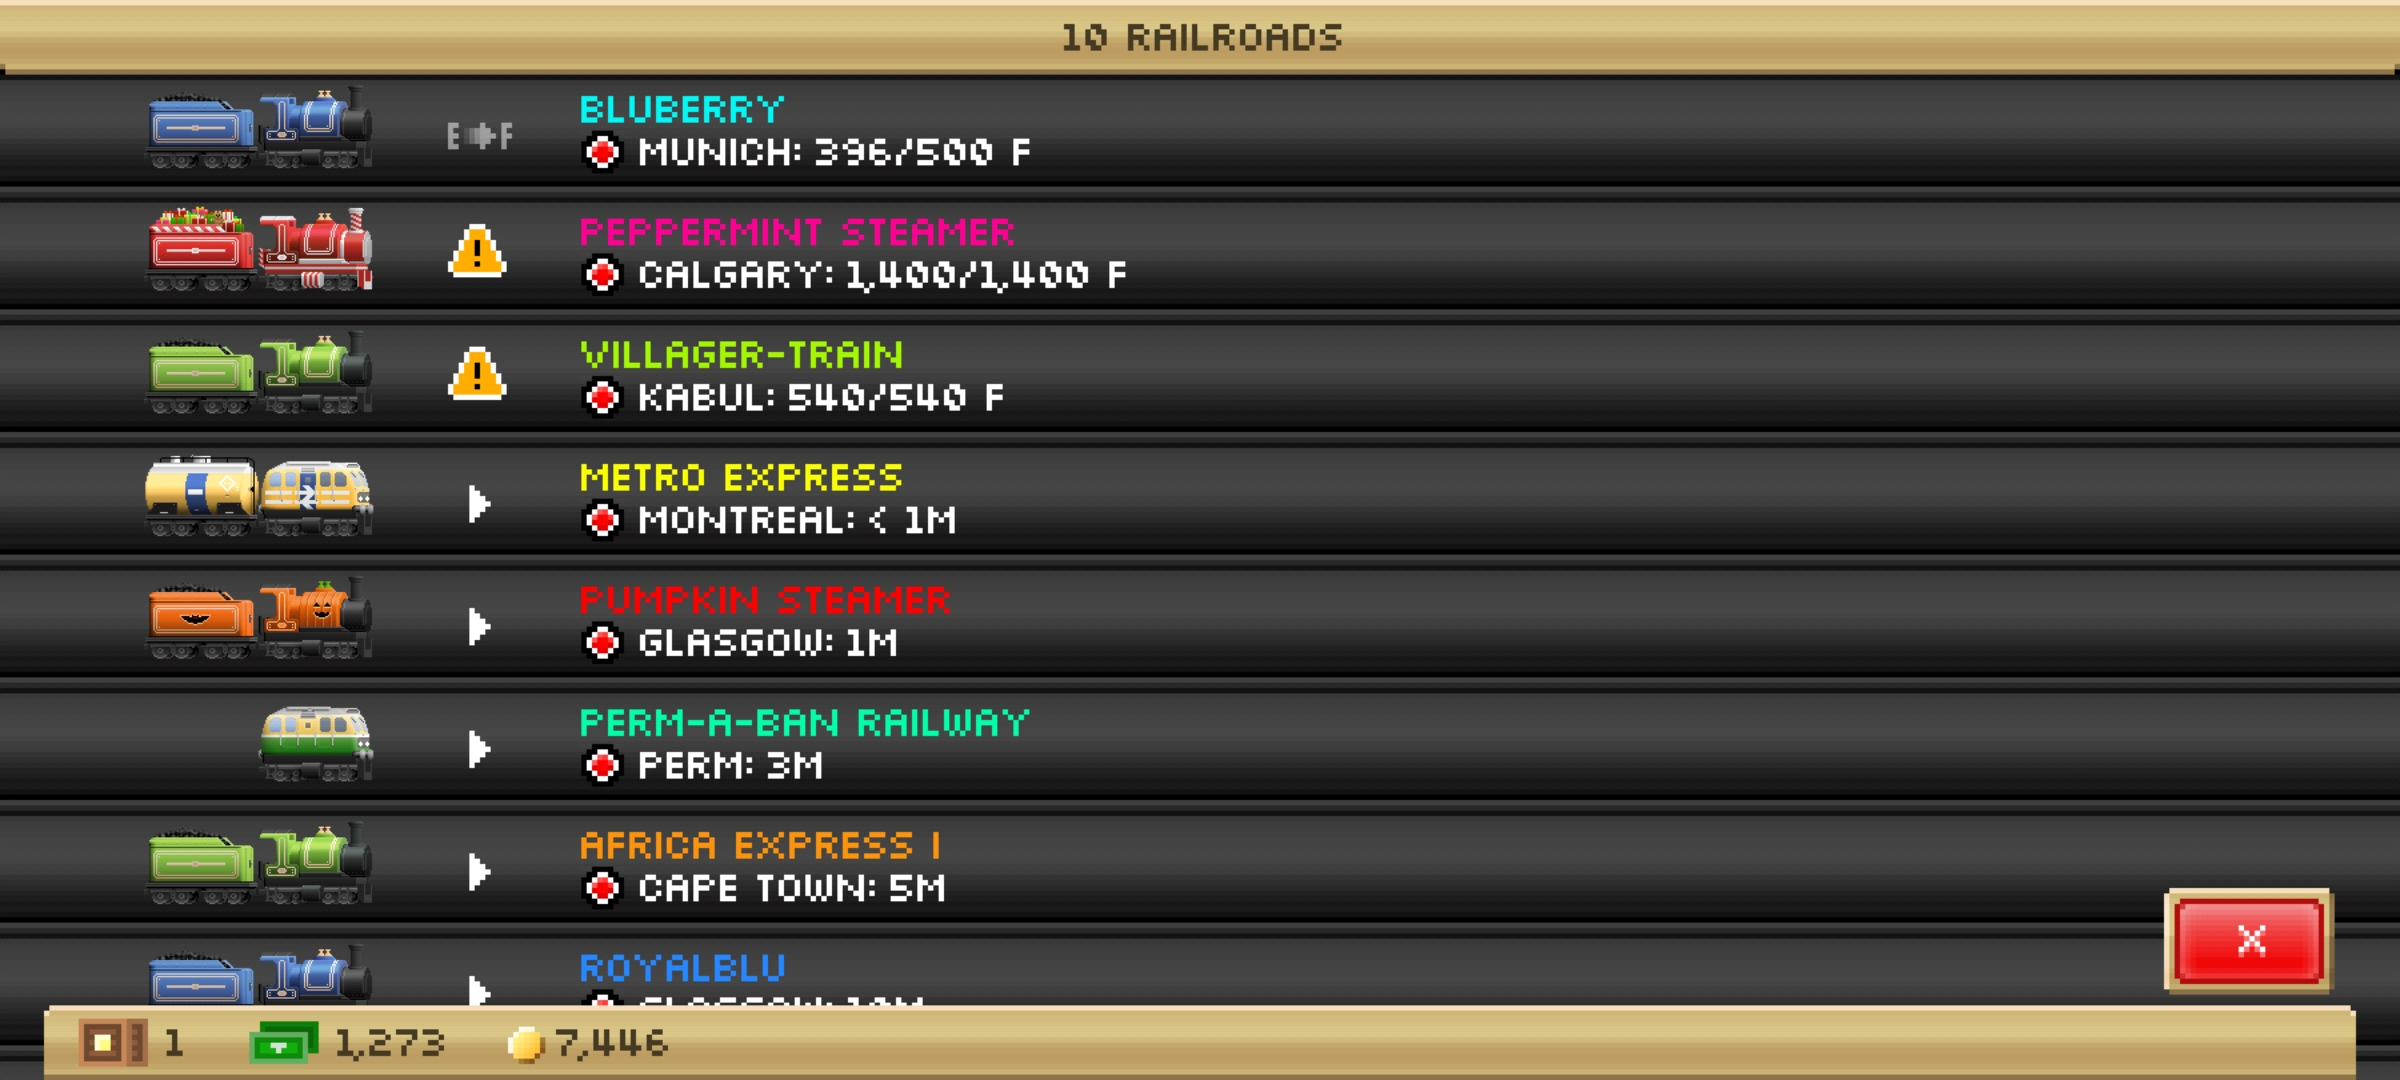 10 RAILROADS
BLUBERRY
E F
MUNICH: 396/500 F
PEPPERMINT STEAMER
CALGARY: 1,400/1,400 F
VILLAGER-TRAIN
KABUL: 540/540 F
METRO EXPRESS
MONTREAL: < 1M
PUMPKIN STEAMER
GLASGOW: 1M
PERM-A-BAN RAILWAY
PERM: 3M
AFRICA EXPRESS I
CAPE TOWN: 5M
ROYALBLU
X
1 1,273 7,446